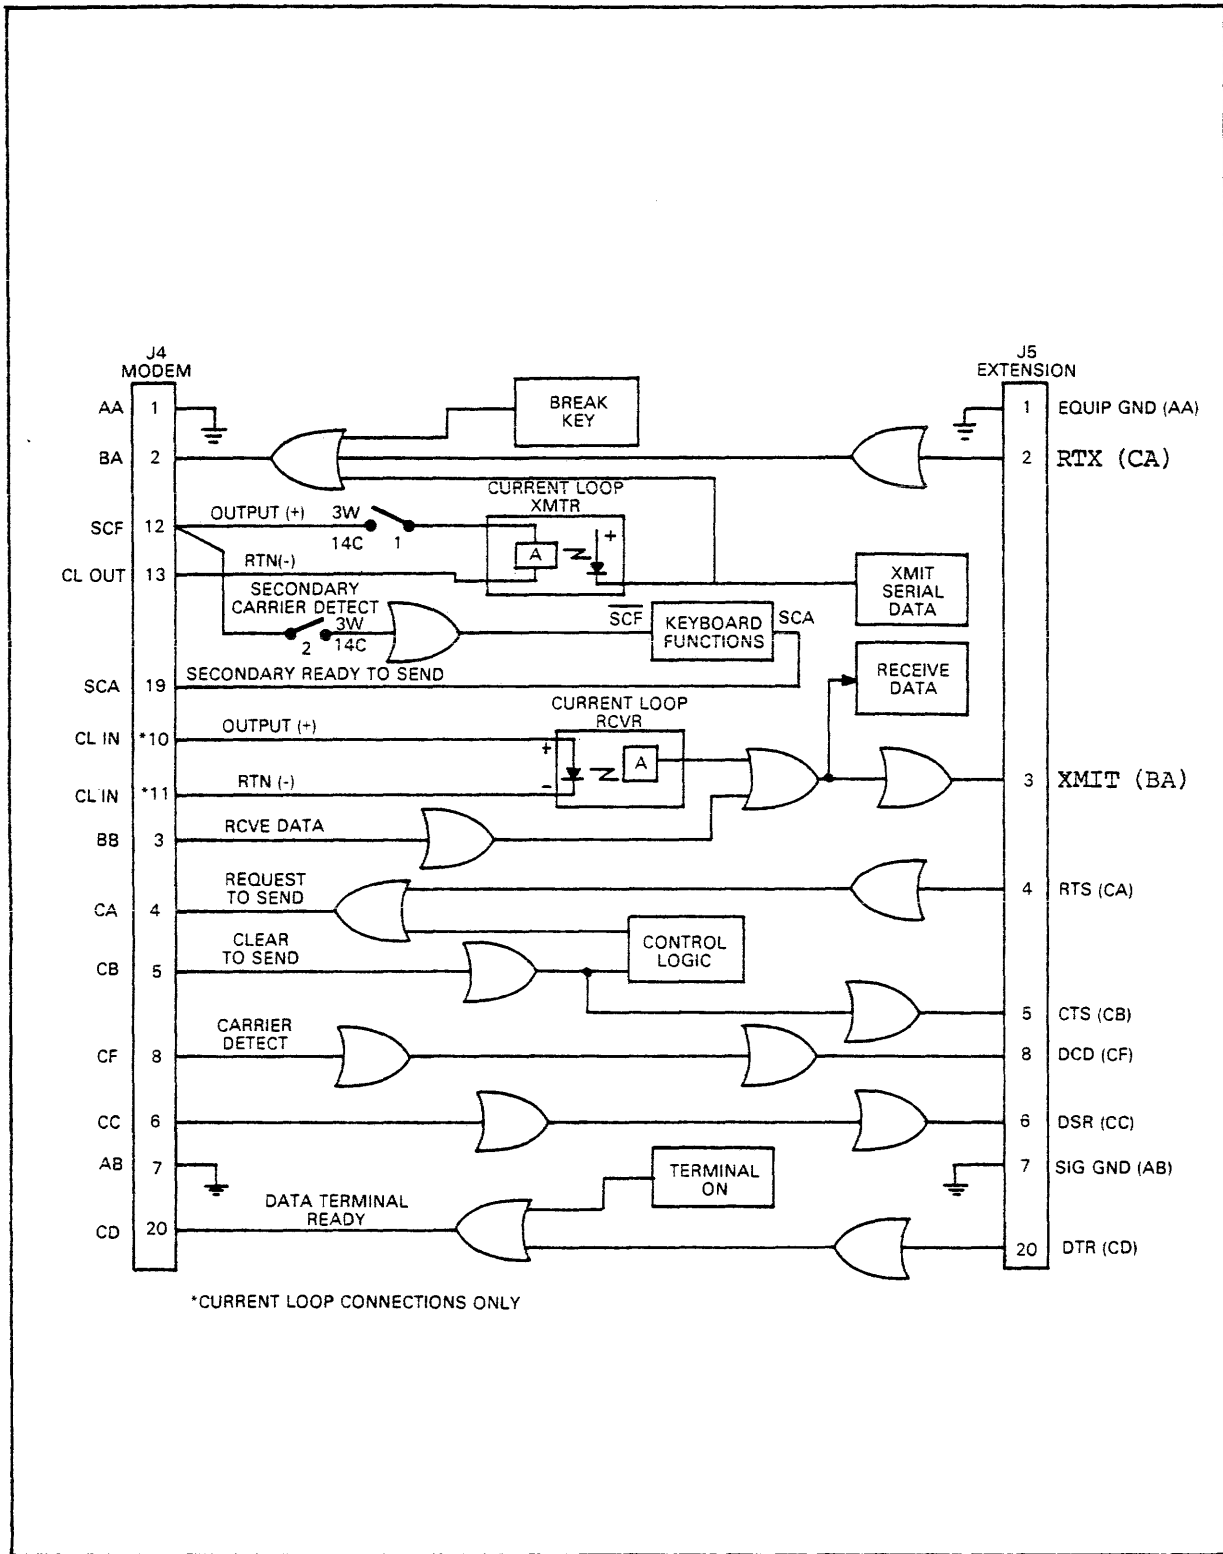 J4
MODEM
J5
EXTENSION
AA 1
BREAK
KEY
1 EQUIP GND (AA)
BA 2
2 RTX (CA)
CURRENT LOOP
XMTR
SCF 12 OUTPUT (+) 3W
14C 1
A +
CL OUT 13 RTN(-)
XMIT
SERIAL
DATA
SECONDARY
CARRIER DETECT
3W
2 14C
SCF KEYBOARD
FUNCTIONS SCA
SCA 19 SECONDARY READY TO SEND
RECEIVE
DATA
CURRENT LOOP
RCVR
CL IN *10 OUTPUT (+)
+ A
CL IN *11 RTN (-) -
3 XMIT (BA)
BB 3 RCVE DATA
REQUEST
TO SEND
4 RTS (CA)
CA 4
CLEAR
TO SEND
CONTROL
LOGIC
CB 5
5 CTS (CB)
CARRIER
DETECT
CF 8
8 DCD (CF)
CC 6
6 DSR (CC)
AB 7
TERMINAL
ON
7 SIG GND (AB)
DATA TERMINAL
READY
CD 20
20 DTR (CD)
*CURRENT LOOP CONNECTIONS ONLY